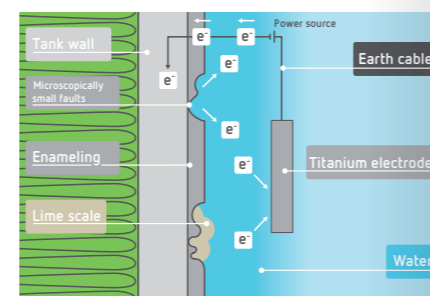 Power source
e⁻
e⁻
Tank wall
Earth cable
e⁻
e⁻
Microscopically
small faults
e⁻
Enameling
e⁻
Titanium electrode
Lime scale
e⁻
Water